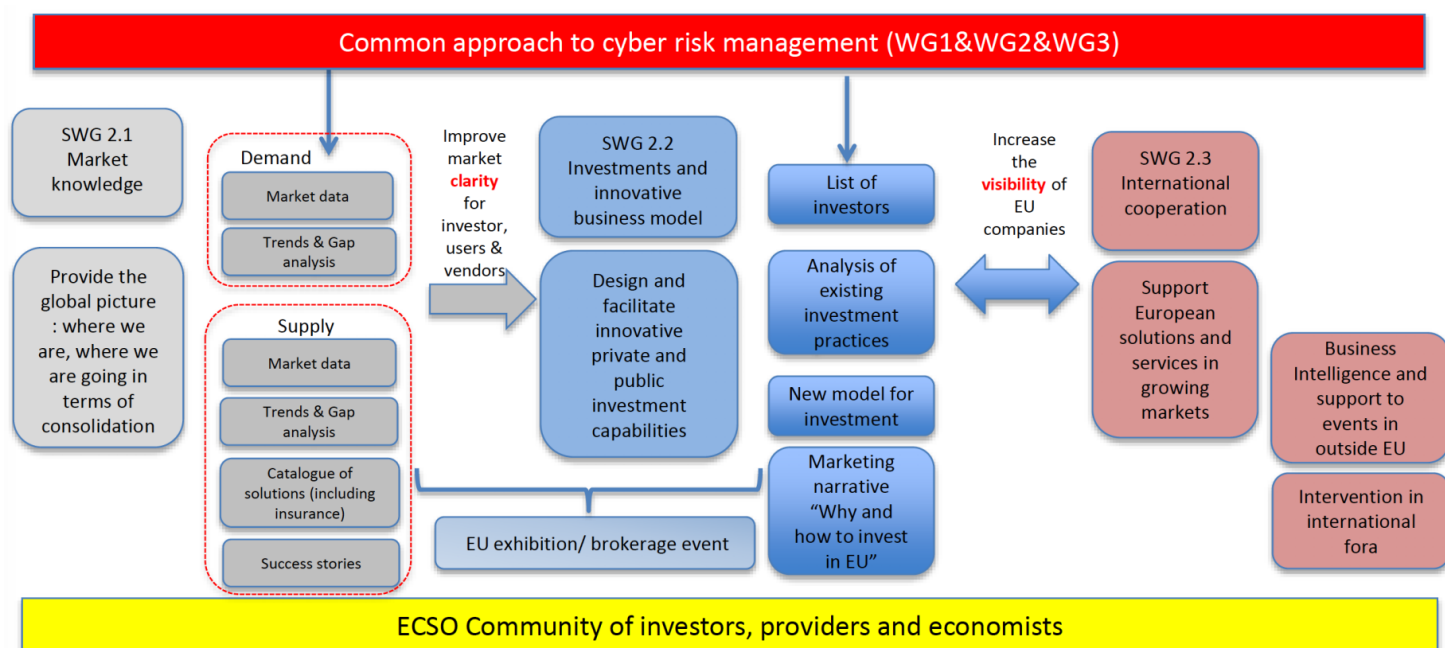 Common approach to cyber risk management (WG1&WG2&WG3)
SWG 2.1
Market
knowledge
Provide the
global picture
: where we
are, where we
are going in
terms of
consolidation
Demand
Market data
Trends & Gap
analysis
Supply
Market data
Trends & Gap
analysis
Catalogue of
solutions (including
insurance)
Success stories
Improve
market
clarity
for
investor,
users &
vendors
SWG 2.2
Investments and
innovative
business model
Design and
facilitate
innovative
private and
public
investment
capabilities
EU exhibition/ brokerage event
List of
investors
Analysis of
existing
investment
practices
New model for
investment
Marketing
narrative
“Why and
how to invest
in EU”
Increase
the
visibility of
EU
companies
SWG 2.3
International
cooperation
Support
European
solutions and
services in
growing
markets
Business
Intelligence and
support to
events in
outside EU
Intervention in
international
fora
ECSO Community of investors, providers and economists